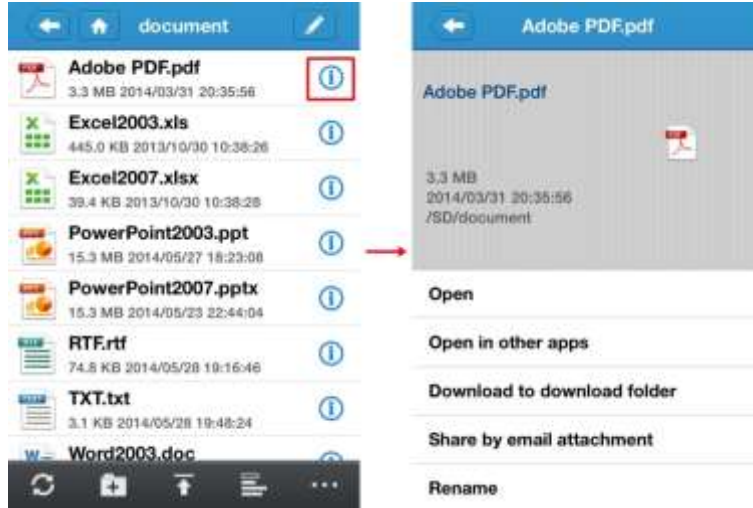 document
Adobe PDF.pdf
3.3 MB 2014/03/31 20:35:56
Excel2003.xls
445.0 KB 2013/10/30 10:38:26
Excel2007.xlsx
39.4 KB 2013/10/30 10:38:28
PowerPoint2003.ppt
15.3 MB 2014/05/27 18:23:08
PowerPoint2007.pptx
15.3 MB 2014/05/23 22:44:04
RTF.rtf
74.8 KB 2014/05/28 19:16:46
TXT.txt
3.1 KB 2014/05/28 19:48:24
Word2003.doc
Adobe PDF.pdf
Adobe PDF.pdf
3.3 MB
2014/03/31 20:35:56
/SD/document
Open
Open in other apps
Download to download folder
Share by email attachment
Rename